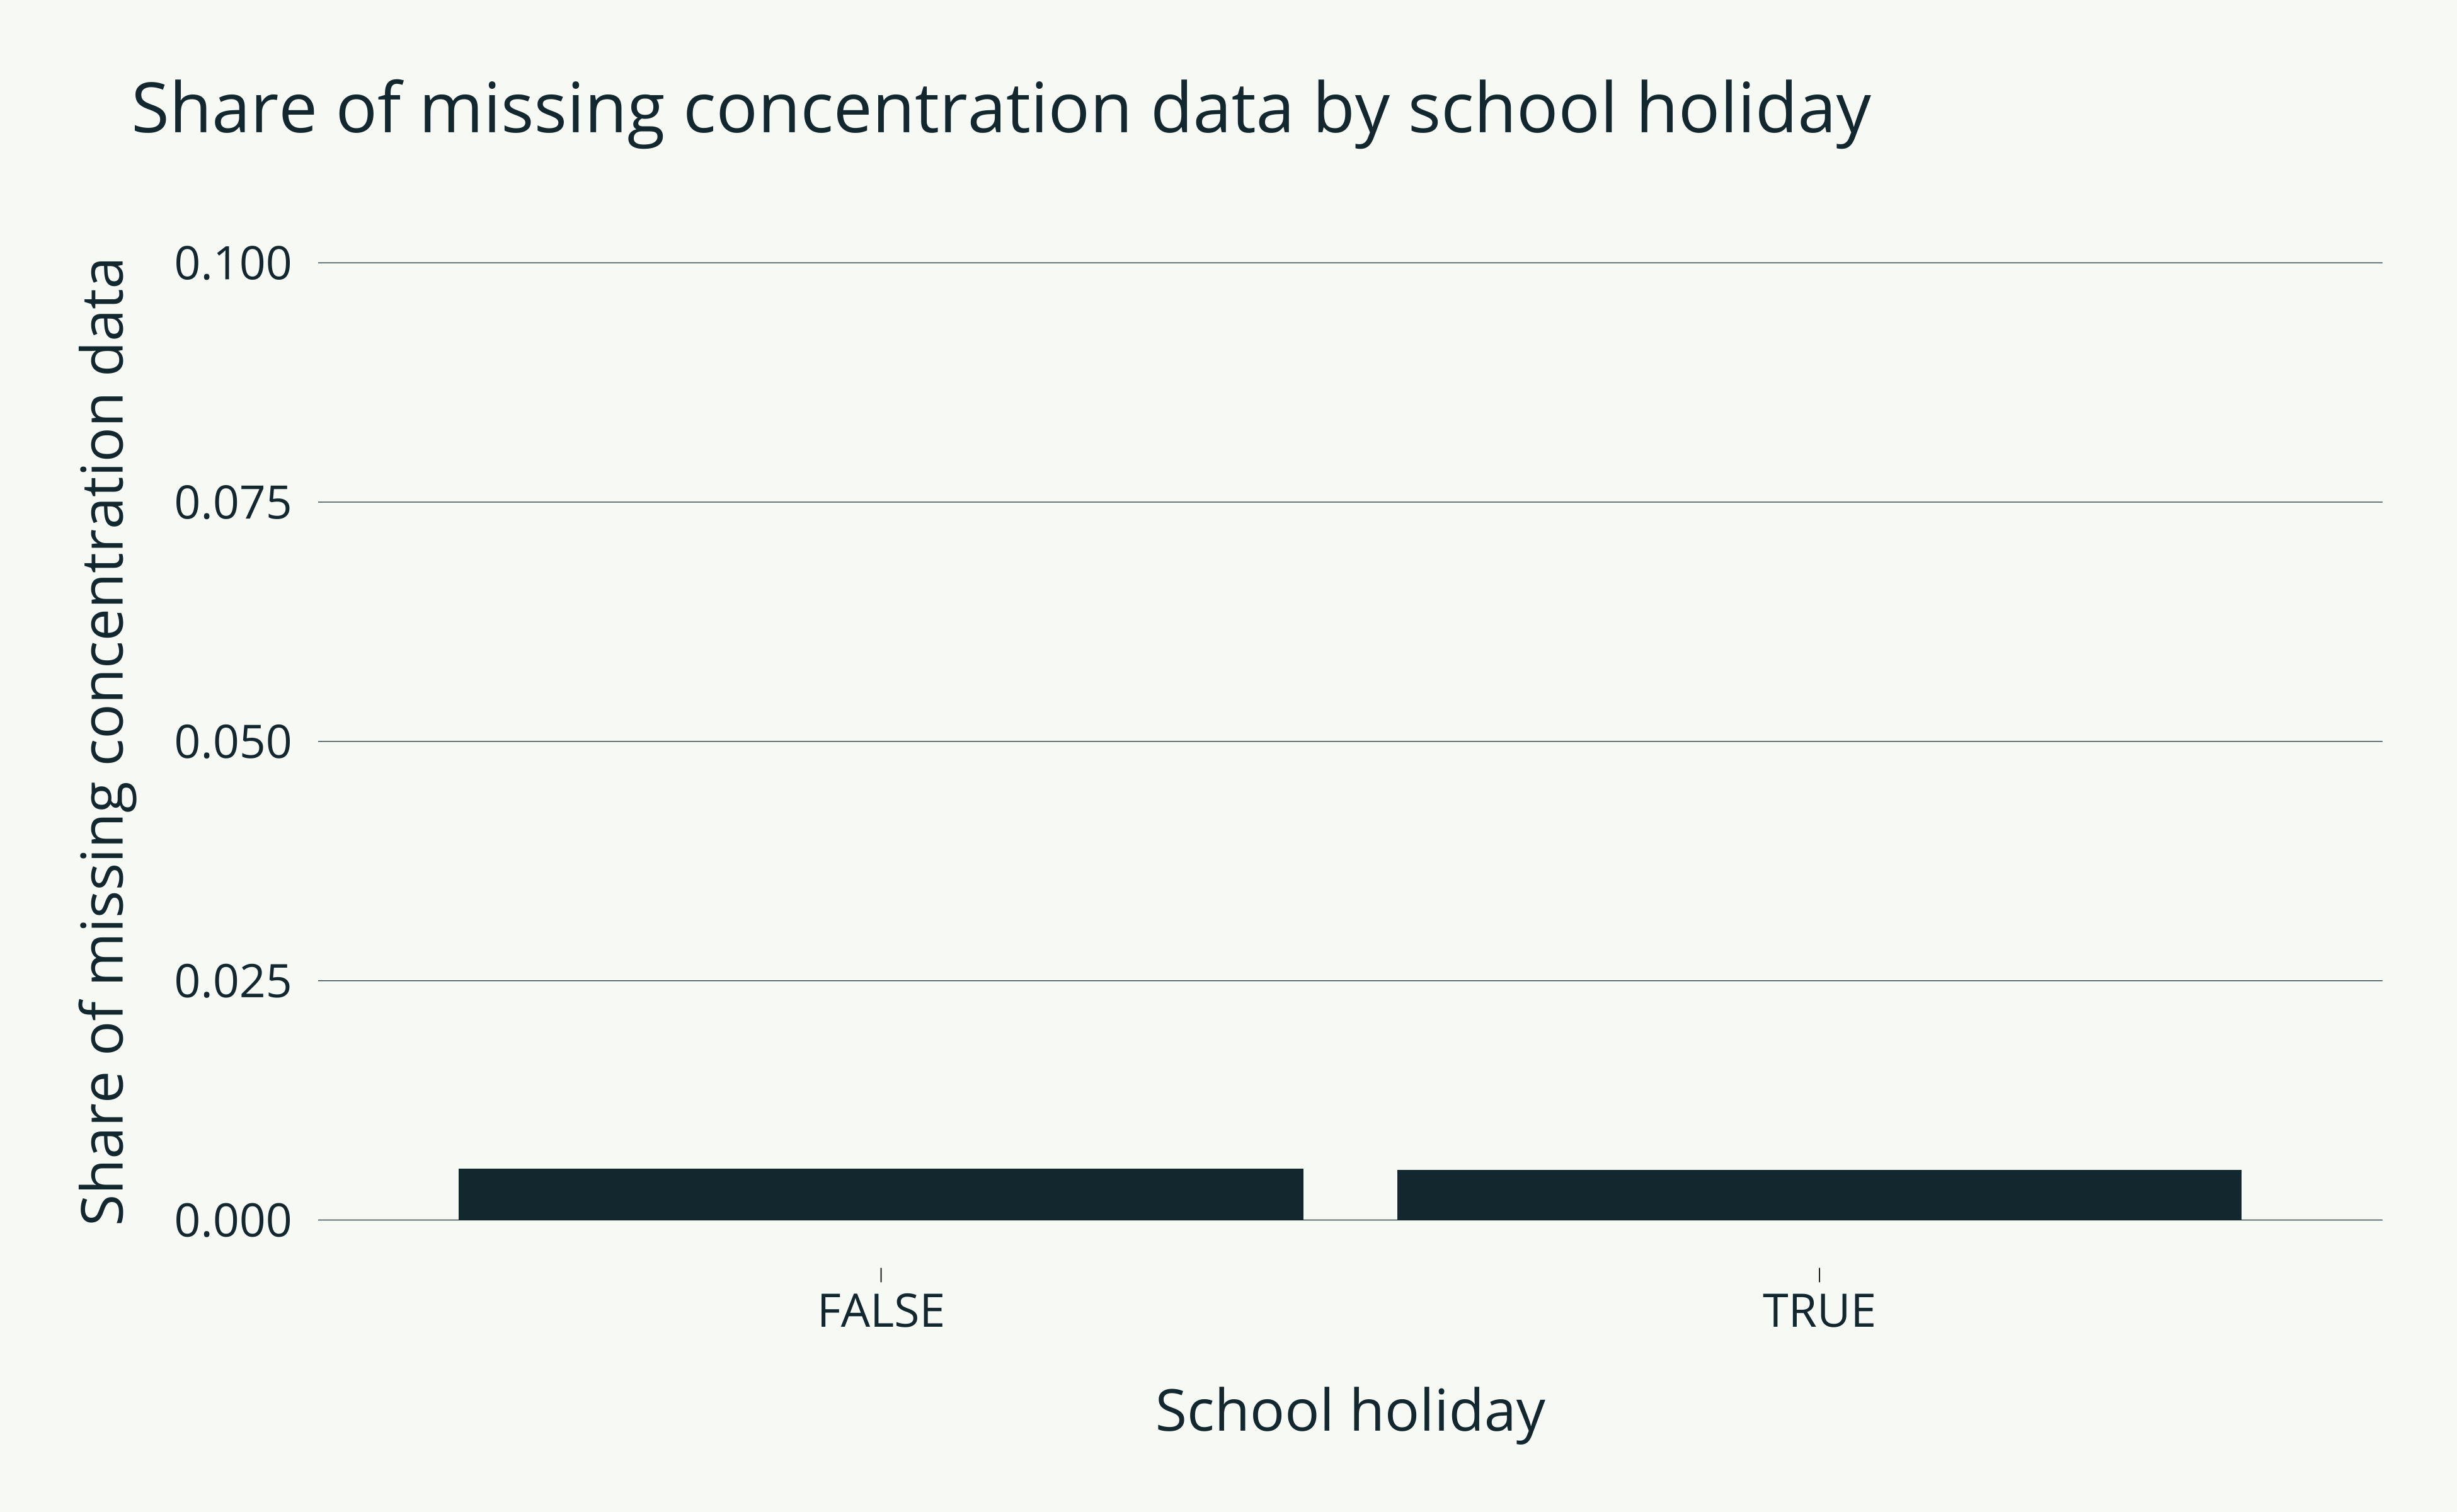 Share of missing concentration data by school holiday
Share of missing concentration data
0.100
0.075
0.050
0.025
0.000
FALSE
TRUE
School holiday